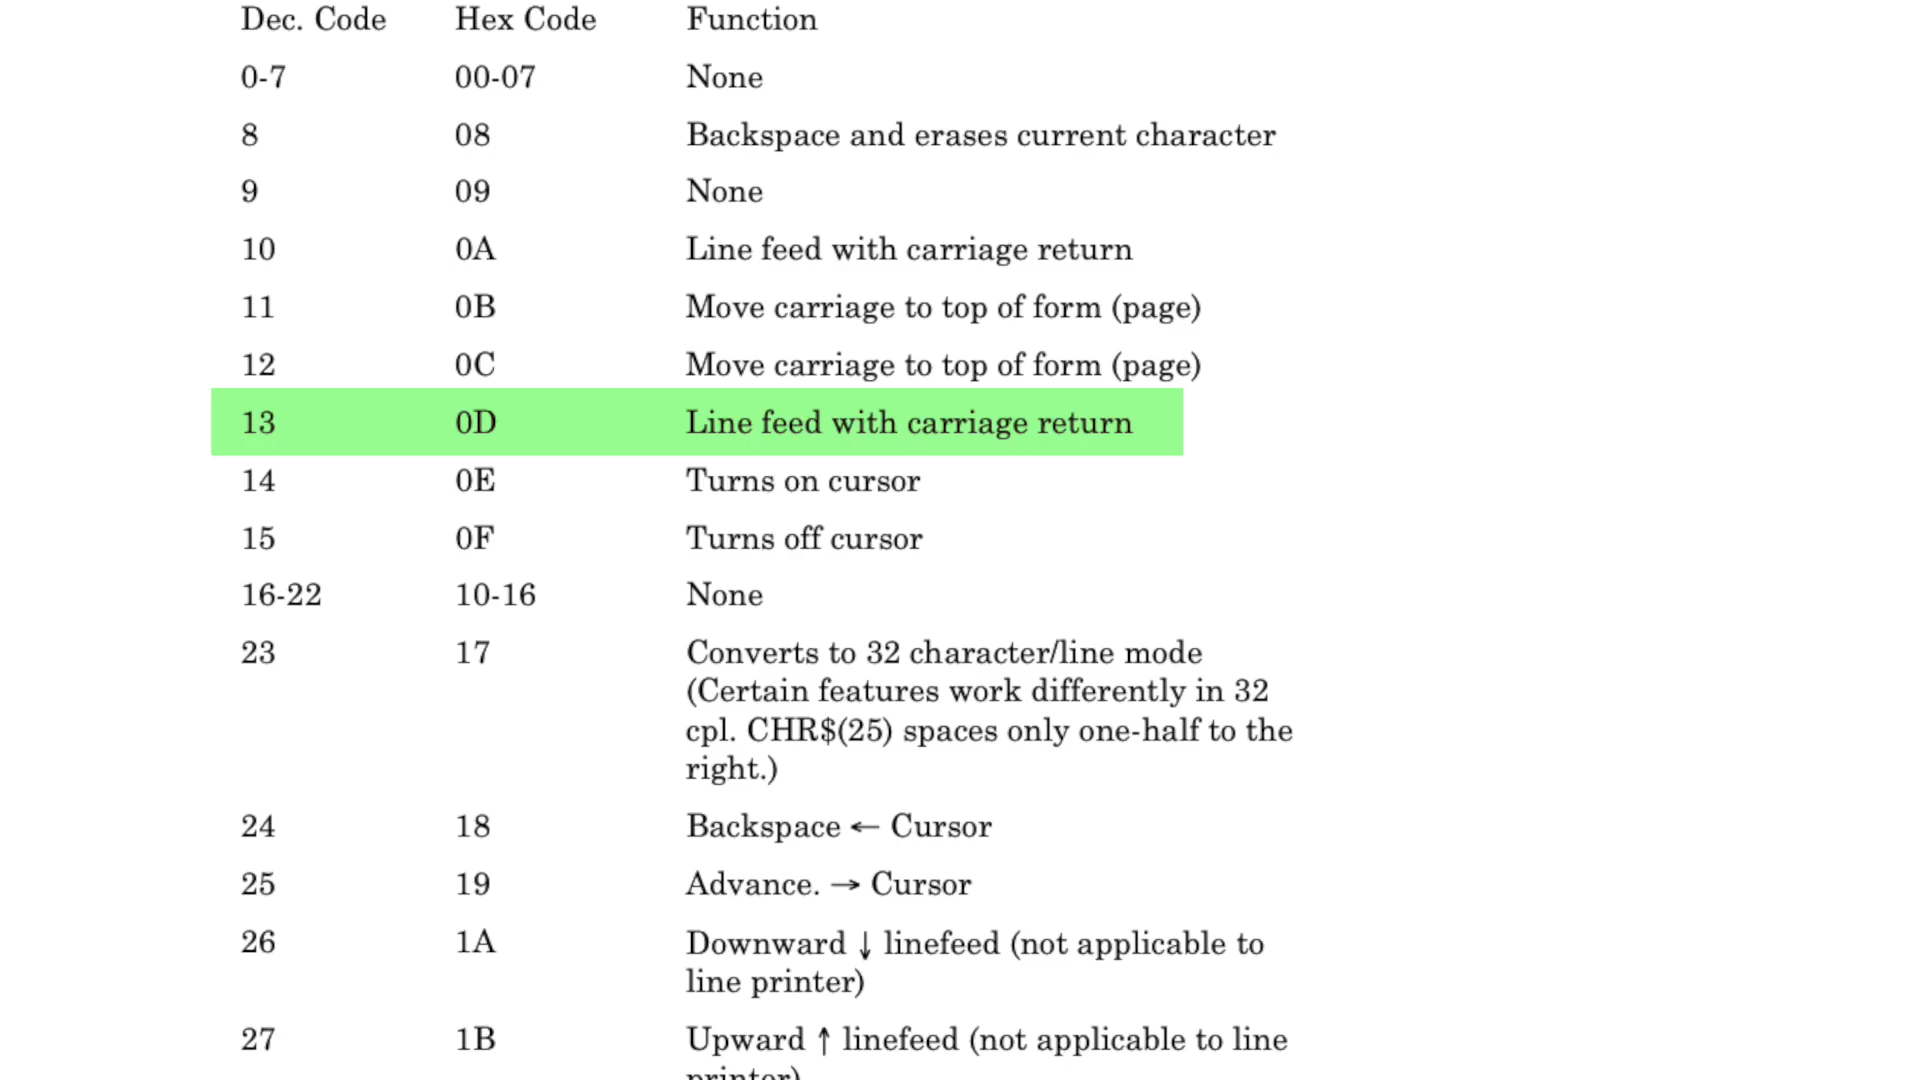 Dec. Code Hex Code Function
0-7 00-07 None
8 08 Backspace and erases current character
9 09 None
10 0A Line feed with carriage return
11 0B Move carriage to top of form (page)
12 0C Move carriage to top of form (page)
13 0D Line feed with carriage return
14 0E Turns on cursor
15 0F Turns off cursor
16-22 10-16 None
23 17 Converts to 32 character/line mode
(Certain features work differently in 32
cpl. CHR$(25) spaces only one-half to the
right.)
24 18 Backspace ← Cursor
25 19 Advance. → Cursor
26 1A Downward ↓ linefeed (not applicable to
line printer)
27 1B Upward ↑ linefeed (not applicable to line
printer)